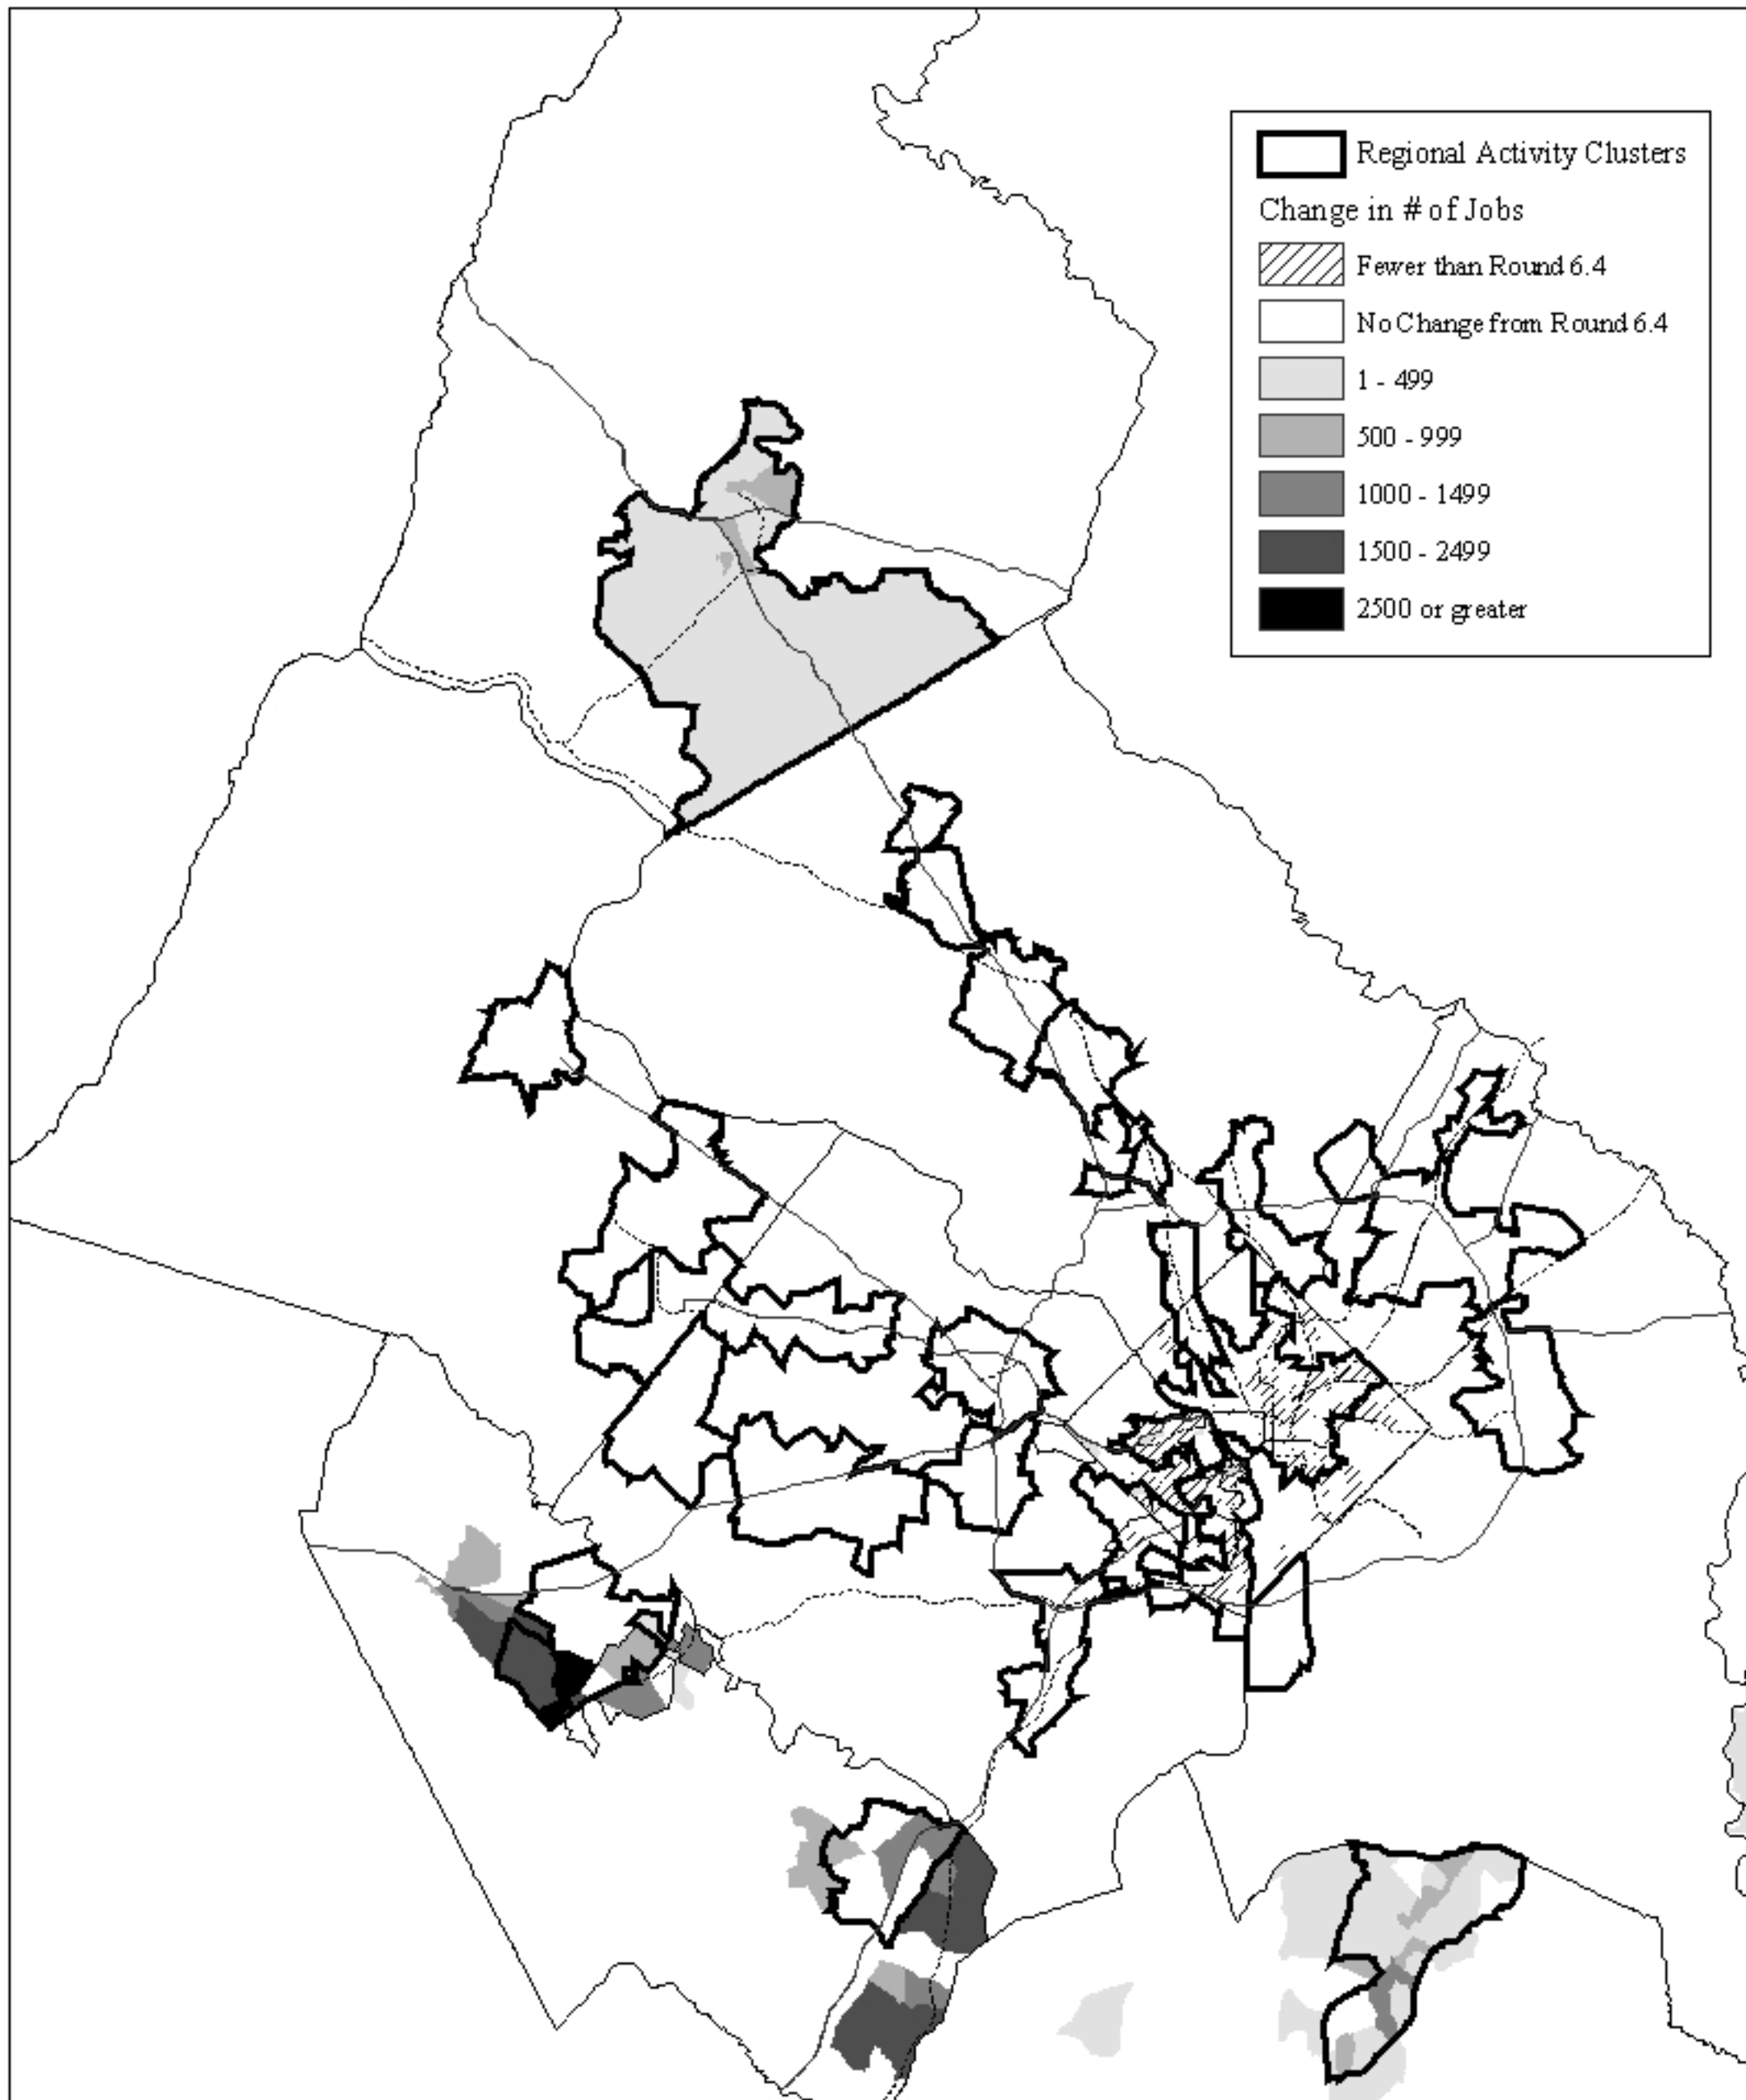 Regional Activity Clusters
Change in # of Jobs
Fewer than Round 6.4
No Change from Round 6.4
1 - 499
500 - 999
1000 - 1499
1500 - 2499
2500 or greater